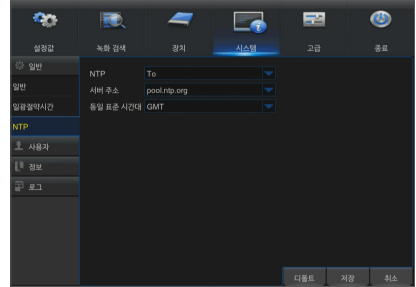 설정값 녹화 검색 장치 시스템 고급 종료
일반
일반
일광절약시간
NTP
사용자
정보
로그
NTP To
서버 주소 pool.ntp.org
동일 표준 시간대 GMT
디폴트 저장 취소